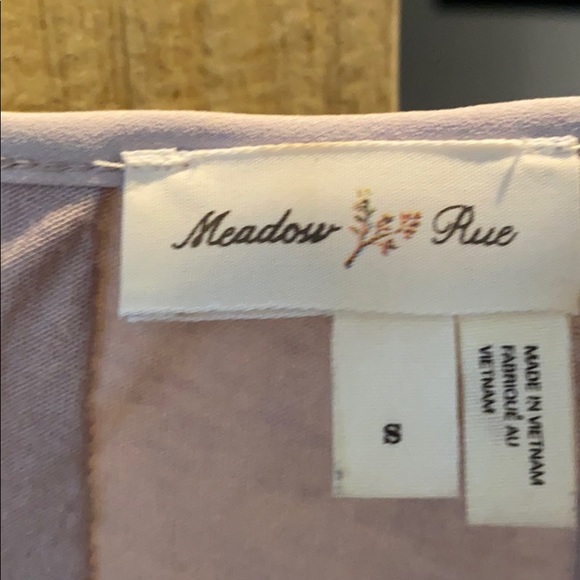 Meadow Rue
S
MADE IN VIETNAM
FABRIQUÉ AU
VIETNAM